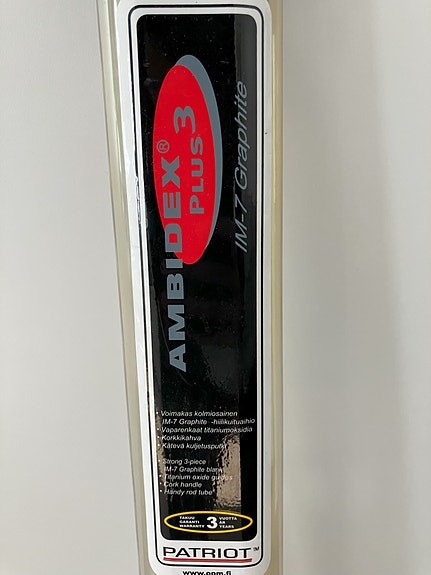 AMBIDEX®
PLUS 3
IM-7 Graphite
• Voimakas kolmiosainen
IM-7 Graphite -hiilikuituaihio
• Vaparenkaat titaniumoksidia
• Korkkikahva
• Kätevä kuljetusputki
• Strong 3-piece
IM-7 Graphite blank
• Titanium oxide guides
• Cork handle
• Handy rod tube
TAKUU
GARANTI
WARRANTY
3
VUOTTA
ÅR
YEARS
PATRIOT™
www.opm.fi